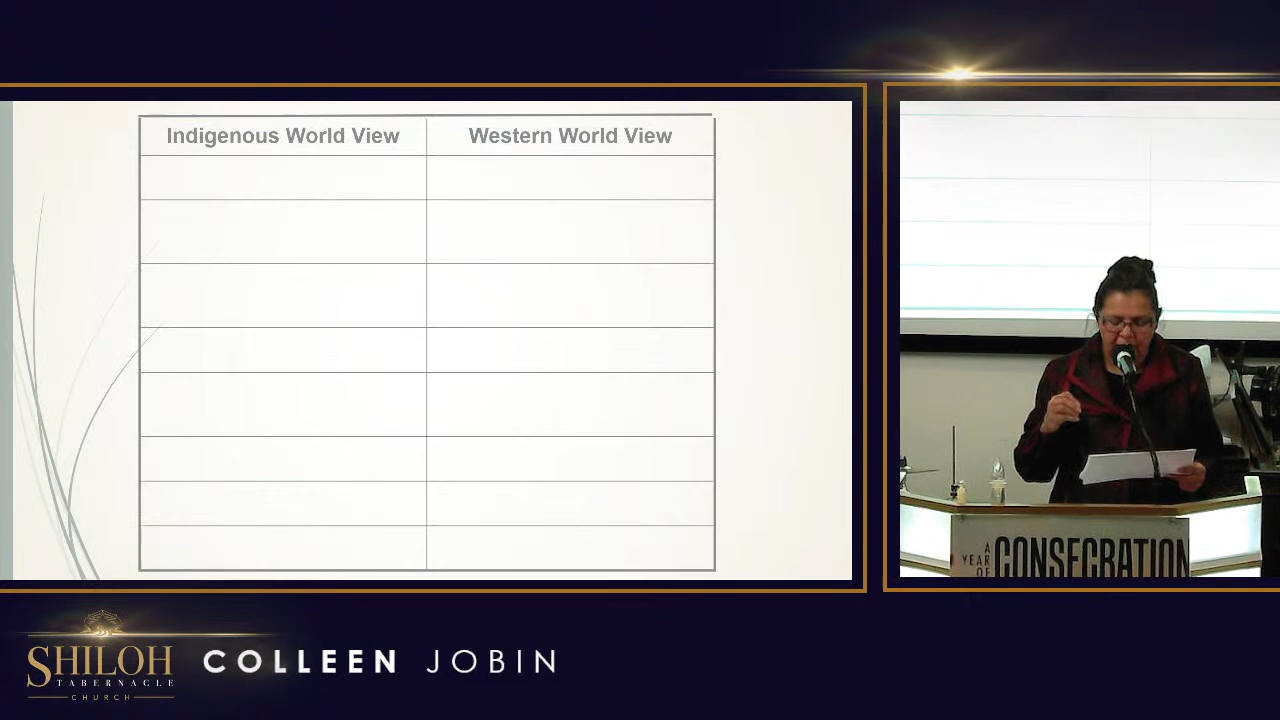 Indigenous World View
Western World View
A
YEAR
OF
CONSECRATION
SHILOH
TABERNACLE
CHURCH
COLLEEN JOBIN